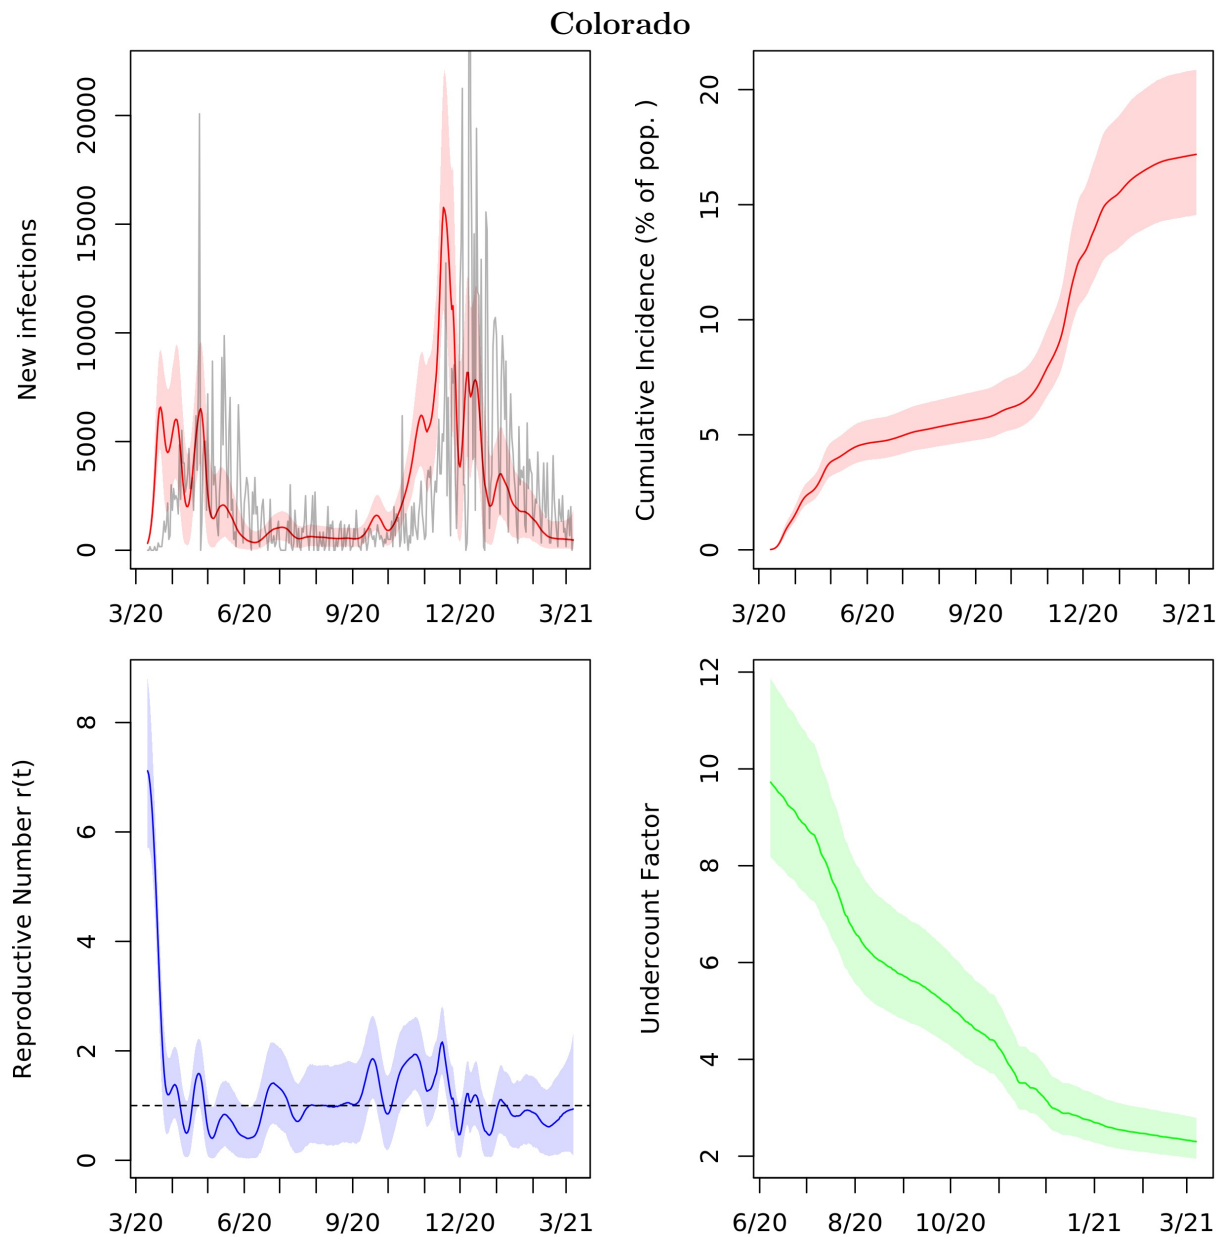 Colorado
New infections
20000
15000
10000
5000
0
3/20 6/20 9/20 12/20 3/21
Cumulative Incidence (% of pop. )
20
15
10
5
0
3/20 6/20 9/20 12/20 3/21
Reproductive Number r(t)
8
6
4
2
0
3/20 6/20 9/20 12/20 3/21
Undercount Factor
12
10
8
6
4
2
6/20 8/20 10/20 1/21 3/21